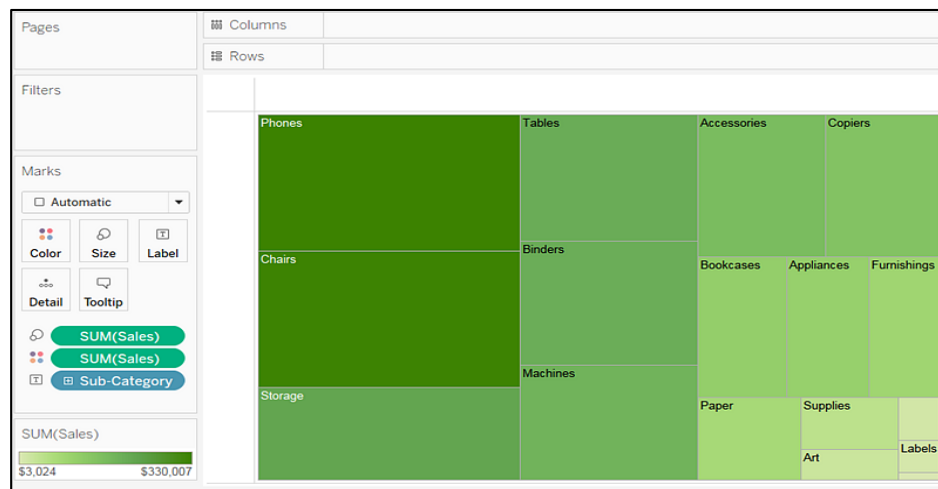 Pages
Columns
Rows
Filters
Marks
Automatic
Color
Size
Label
Detail
Tooltip
SUM(Sales)
SUM(Sales)
Sub-Category
SUM(Sales)
$3,024
$330,007
Phones
Chairs
Storage
Tables
Binders
Machines
Accessories
Copiers
Bookcases
Appliances
Furnishings
Paper
Supplies
Art
Labels